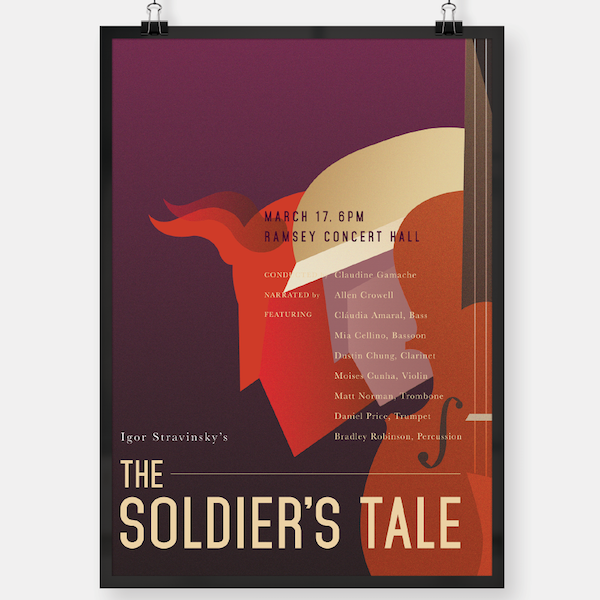 MARCH 17, 6PM
RAMSEY CONCERT HALL
Claudine Gamache
NARRATED by Allen Crowell
FEATURING Cláudia Amaral, Bass
Mia Cellino, Bassoon
Dustin Chung, Clarinet
Moises Cunha, Violin
Matt Norman, Trombone
Daniel Price, Trumpet
Bradley Robinson, Percussion
Igor Stravinsky's
THE
SOLDIER'S TALE